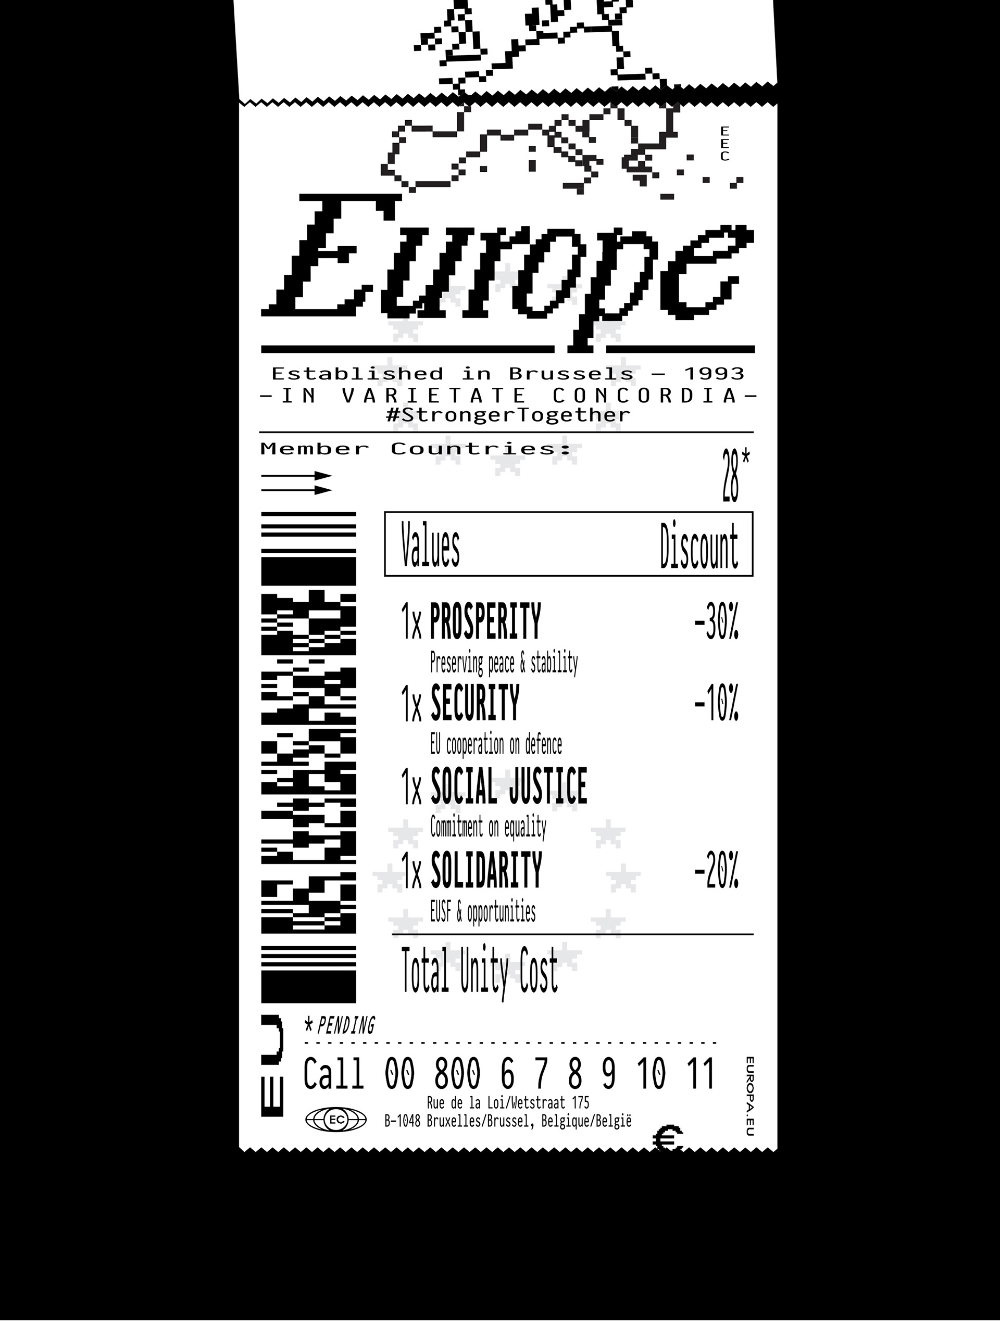 E
E
C
Europe
Established in Brussels – 1993
-IN VARIETATE CONCORDIA-
#StrongerTogether
Member Countries:
28*
Values Discount
1x PROSPERITY -30%
Preserving peace & stability
1x SECURITY -10%
EU cooperation on defence
1x SOCIAL JUSTICE
Commitment on equality
1x SOLIDARITY -20%
EUSF & opportunities
Total Unity Cost
*PENDING
Call 00 800 6 7 8 9 10 11
Rue de la Loi/Wetstraat 175
B-1048 Bruxelles/Brussel, Belgique/België
EC
EU
EUROPA.EU
€